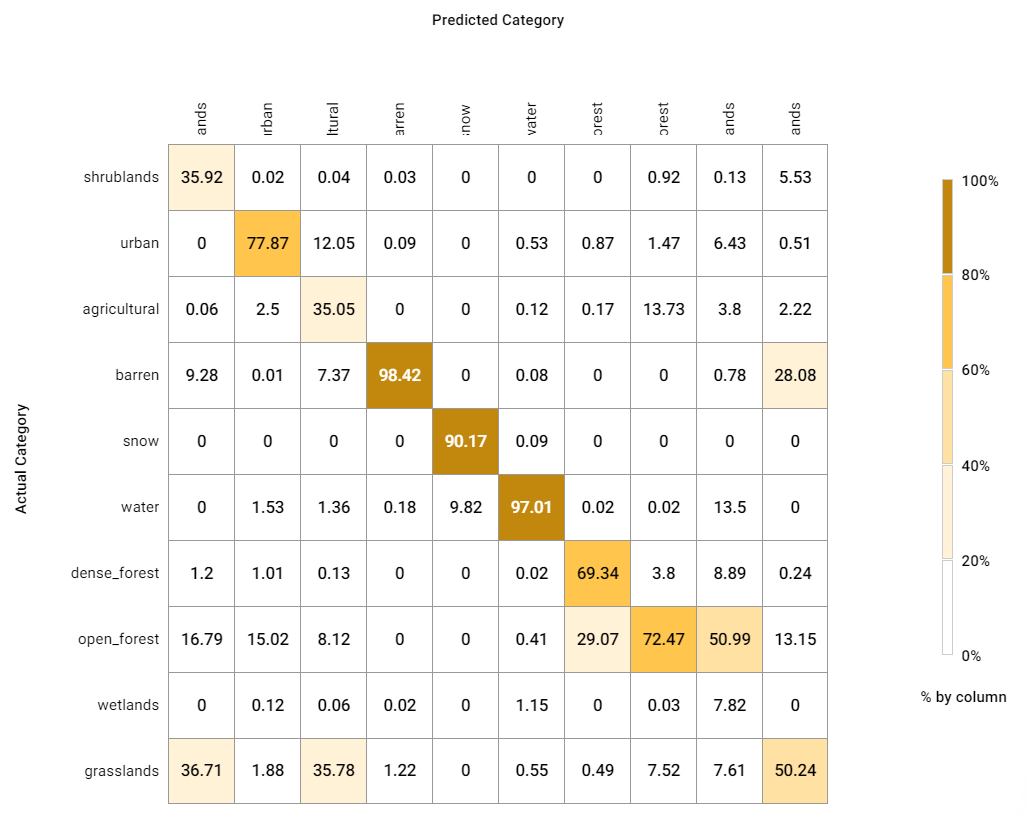 Predicted Category
ands urban ltural arren now vater orest orest ands ands
shrublands 35.92 0.02 0.04 0.03 0 0 0 0.92 0.13 5.53
urban 0 77.87 12.05 0.09 0 0.53 0.87 1.47 6.43 0.51
agricultural 0.06 2.5 35.05 0 0 0.12 0.17 13.73 3.8 2.22
barren 9.28 0.01 7.37 98.42 0 0.08 0 0 0.78 28.08
snow 0 0 0 0 90.17 0.09 0 0 0 0
water 0 1.53 1.36 0.18 9.82 97.01 0.02 0.02 13.5 0
dense_forest 1.2 1.01 0.13 0 0 0.02 69.34 3.8 8.89 0.24
open_forest 16.79 15.02 8.12 0 0 0.41 29.07 72.47 50.99 13.15
wetlands 0 0.12 0.06 0.02 0 1.15 0 0.03 7.82 0
grasslands 36.71 1.88 35.78 1.22 0 0.55 0.49 7.52 7.61 50.24
Actual Category
100%
80%
60%
40%
20%
0%
% by column